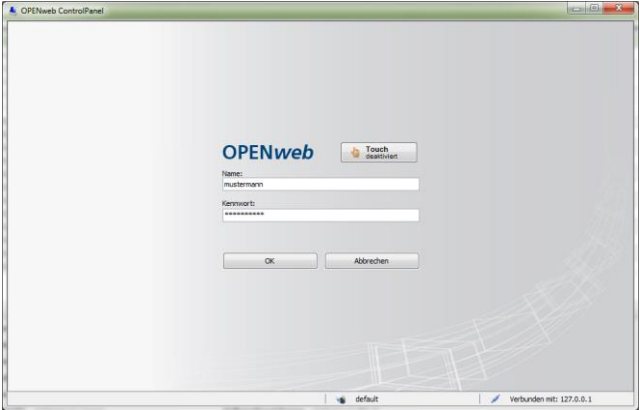 OPENweb ControlPanel
OPENweb
Touch
deaktiviert
Name:
mustermann
Kennwort:
**********
OK
Abbrechen
default
Verbunden mit: 127.0.0.1